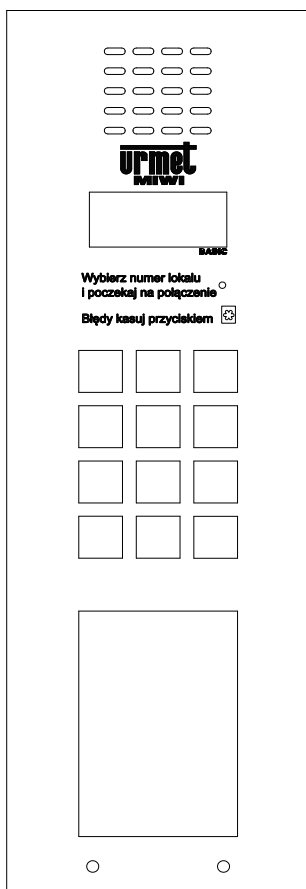 urmet
MIWI
BASIC
Wybierz numer lokalu
i poczekaj na połączenie
Błędy kasuj przyciskiem